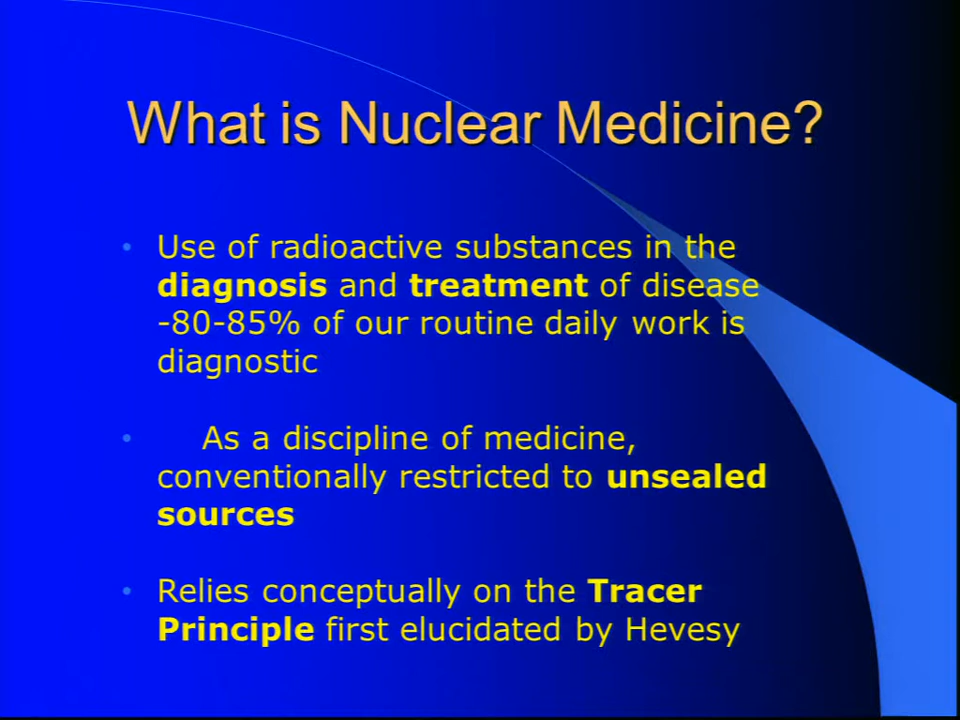 What is Nuclear Medicine?
• Use of radioactive substances in the
diagnosis and treatment of disease
-80-85% of our routine daily work is
diagnostic
• As a discipline of medicine,
conventionally restricted to unsealed
sources
• Relies conceptually on the Tracer
Principle first elucidated by Hevesy